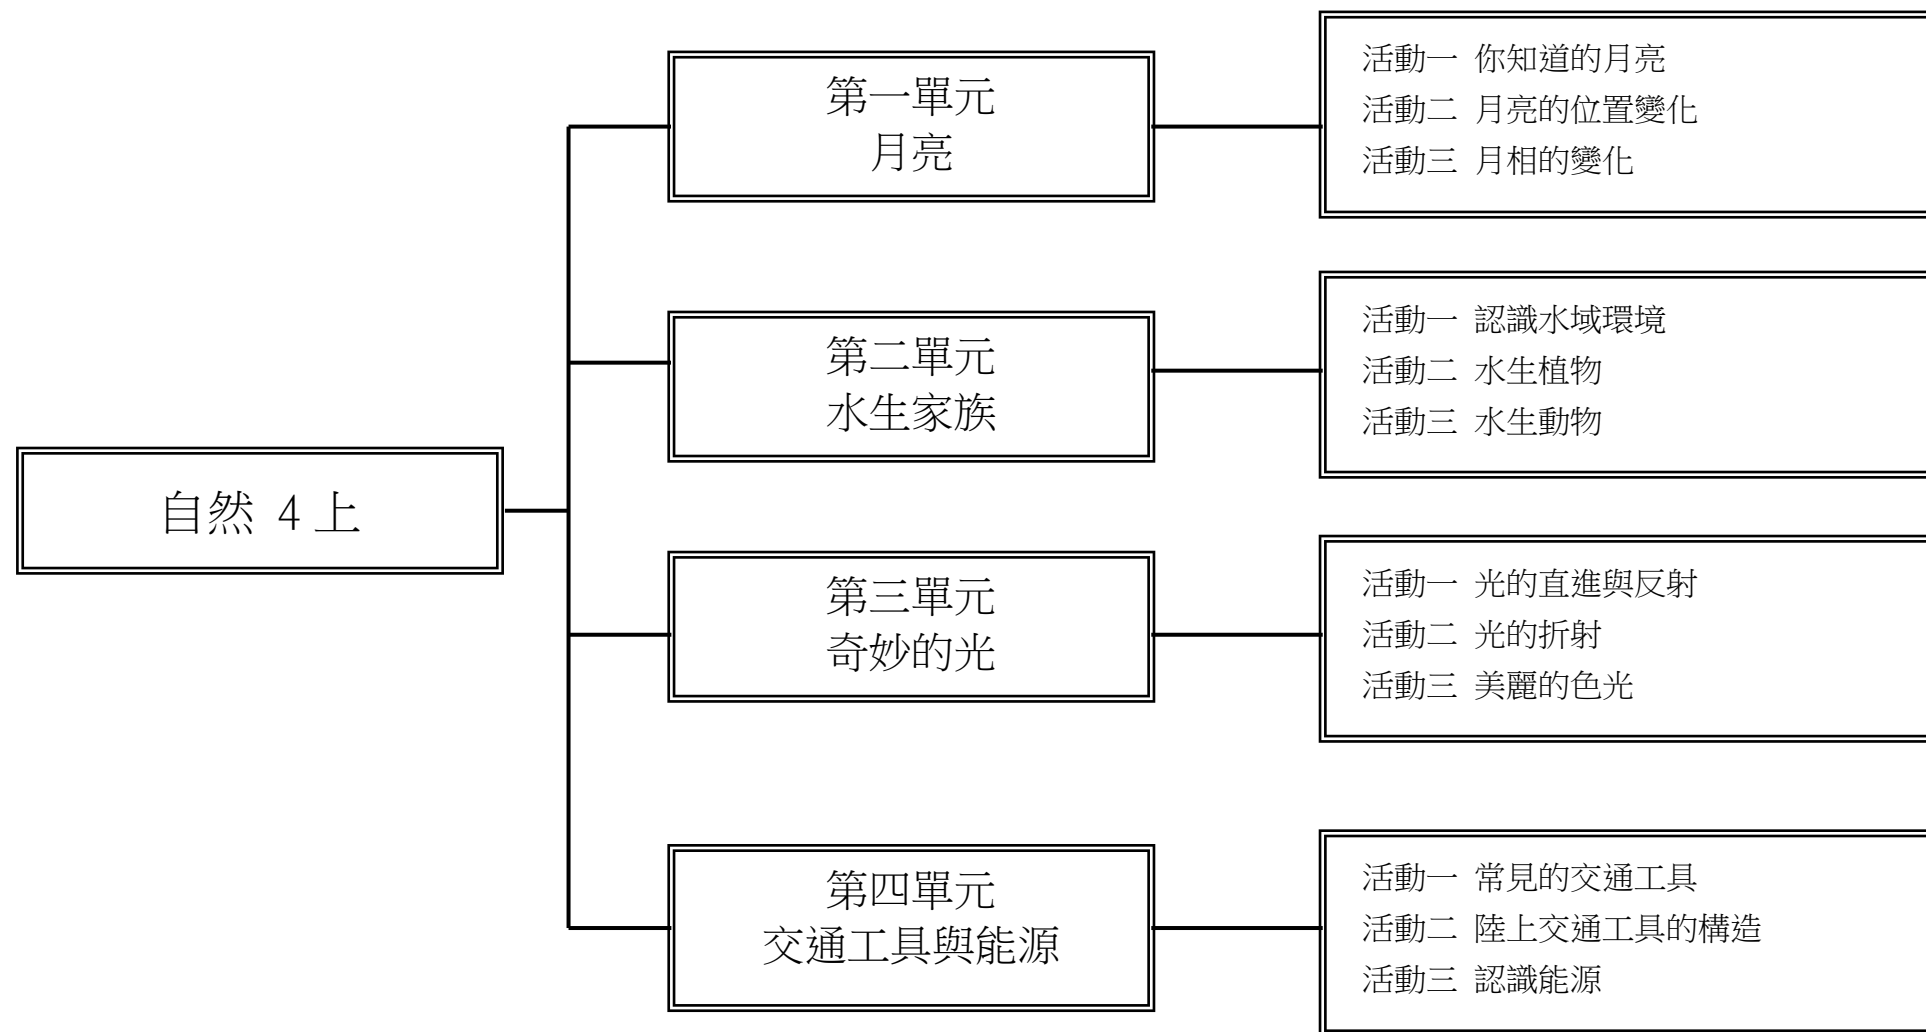 自然 4上
第一單元
月亮
活動一 你知道的月亮
活動二 月亮的位置變化
活動三 月相的變化
第二單元
水生家族
活動一 認識水域環境
活動二 水生植物
活動三 水生動物
第三單元
奇妙的光
活動一 光的直進與反射
活動二 光的折射
活動三 美麗的色光
第四單元
交通工具與能源
活動一 常見的交通工具
活動二 陸上交通工具的構造
活動三 認識能源